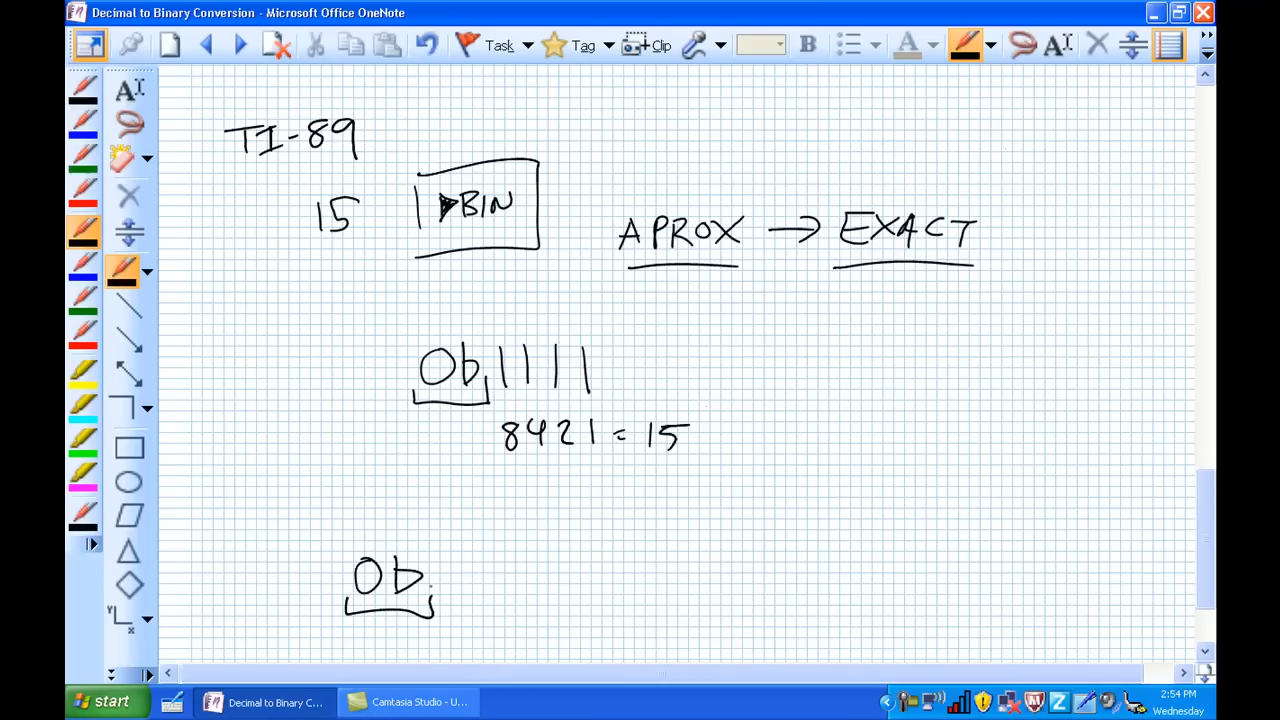 Decimal to Binary Conversion - Microsoft Office OneNote
Task Tag Clip B A A
TI-89
15 ▶BIN
APROX → EXACT
0b1111
8421 = 15
0b
start Decimal to Binary Co... Camtasia Studio - U... 2:54 PM
Wednesday